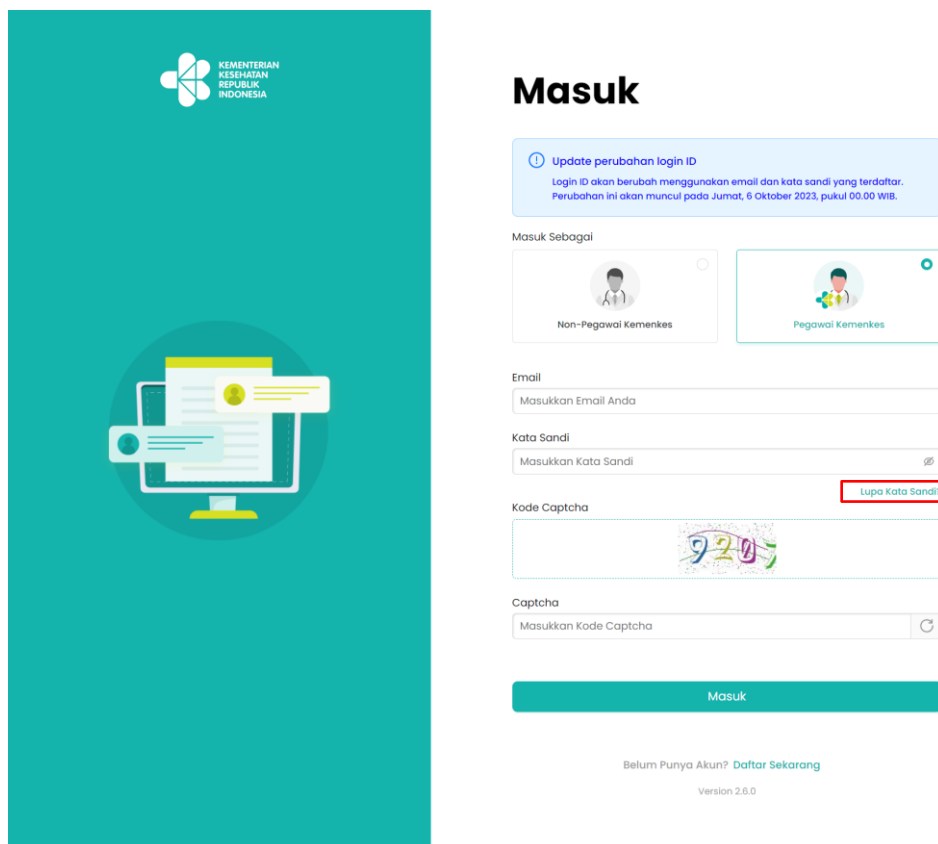 KEMENTERIAN
KESEHATAN
REPUBLIK
INDONESIA
Masuk
Update perubahan login ID
Login ID akan berubah menggunakan email dan kata sandi yang terdaftar.
Perubahan ini akan muncul pada Jumat, 6 Oktober 2023, pukul 00.00 WIB.
Masuk Sebagai
Non-Pegawai Kemenkes
Pegawai Kemenkes
Email
Masukkan Email Anda
Kata Sandi
Masukkan Kata Sandi
Lupa Kata Sandi
Kode Captcha
920
Captcha
Masukkan Kode Captcha
Masuk
Belum Punya Akun? Daftar Sekarang
Version 2.6.0